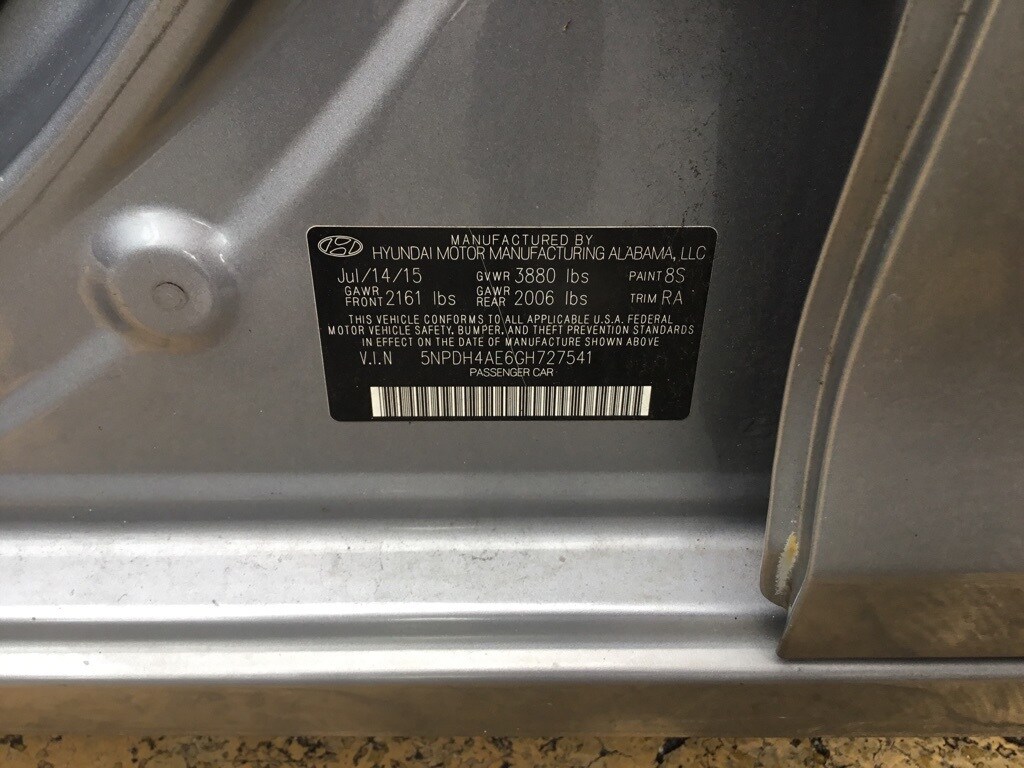 MANUFACTURED BY
HYUNDAI MOTOR MANUFACTURING ALABAMA, LLC
Jul/14/15 GVWR 3880 lbs PAINT 8S
GAWR FRONT 2161 lbs GAWR REAR 2006 lbs TRIM RA
THIS VEHICLE CONFORMS TO ALL APPLICABLE U.S.A. FEDERAL
MOTOR VEHICLE SAFETY, BUMPER, AND THEFT PREVENTION STANDARDS
IN EFFECT ON THE DATE OF MANUFACTURE SHOWN ABOVE
V.I.N 5NPDH4AE6GH727541
PASSENGER CAR